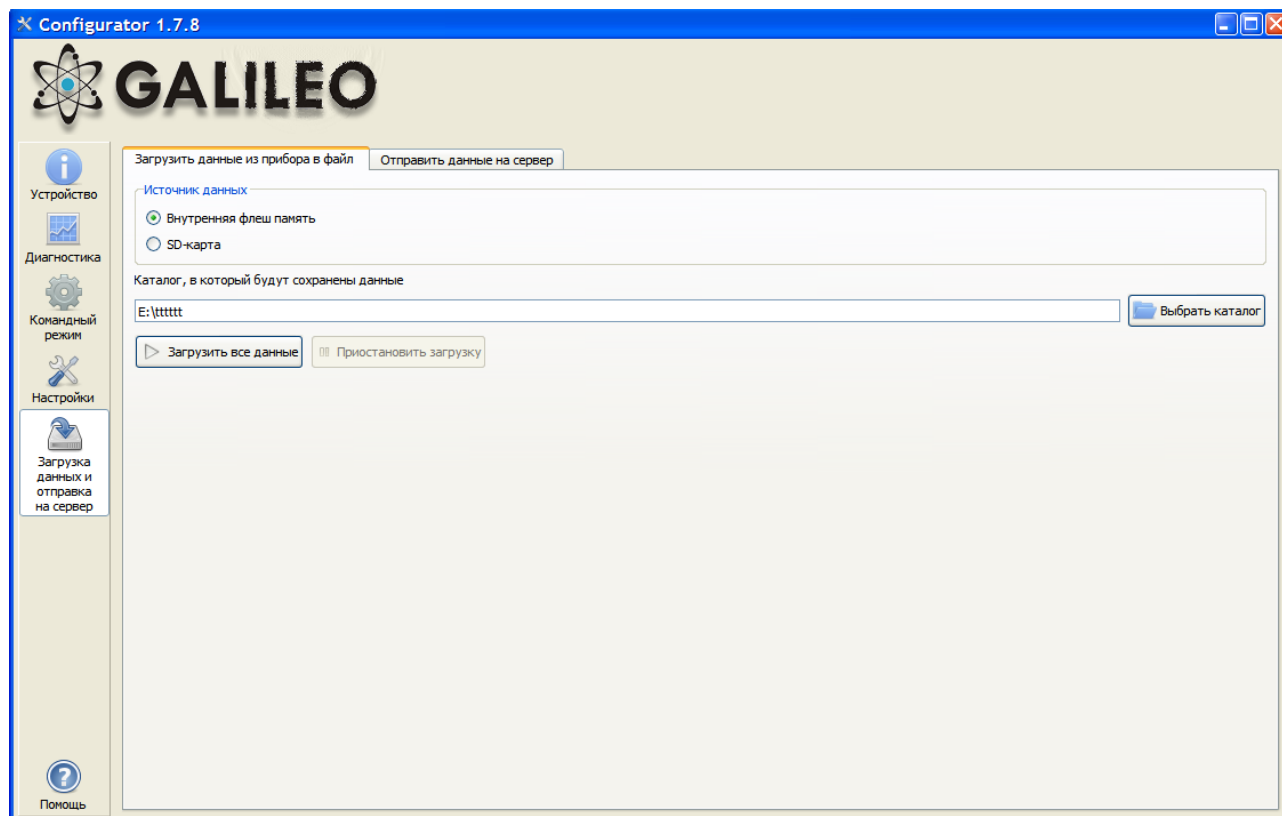 Configurator 1.7.8
GALILEO
Устройство
Диагностика
Командный
режим
Настройки
Загрузка
данных и
отправка
на сервер
Помощь
Загрузить данные из прибора в файл
Отправить данные на сервер
Источник данных
Внутренняя флеш память
SD-карта
Каталог, в который будут сохранены данные
E:\tttttt
Выбрать каталог
Загрузить все данные
Приостановить загрузку